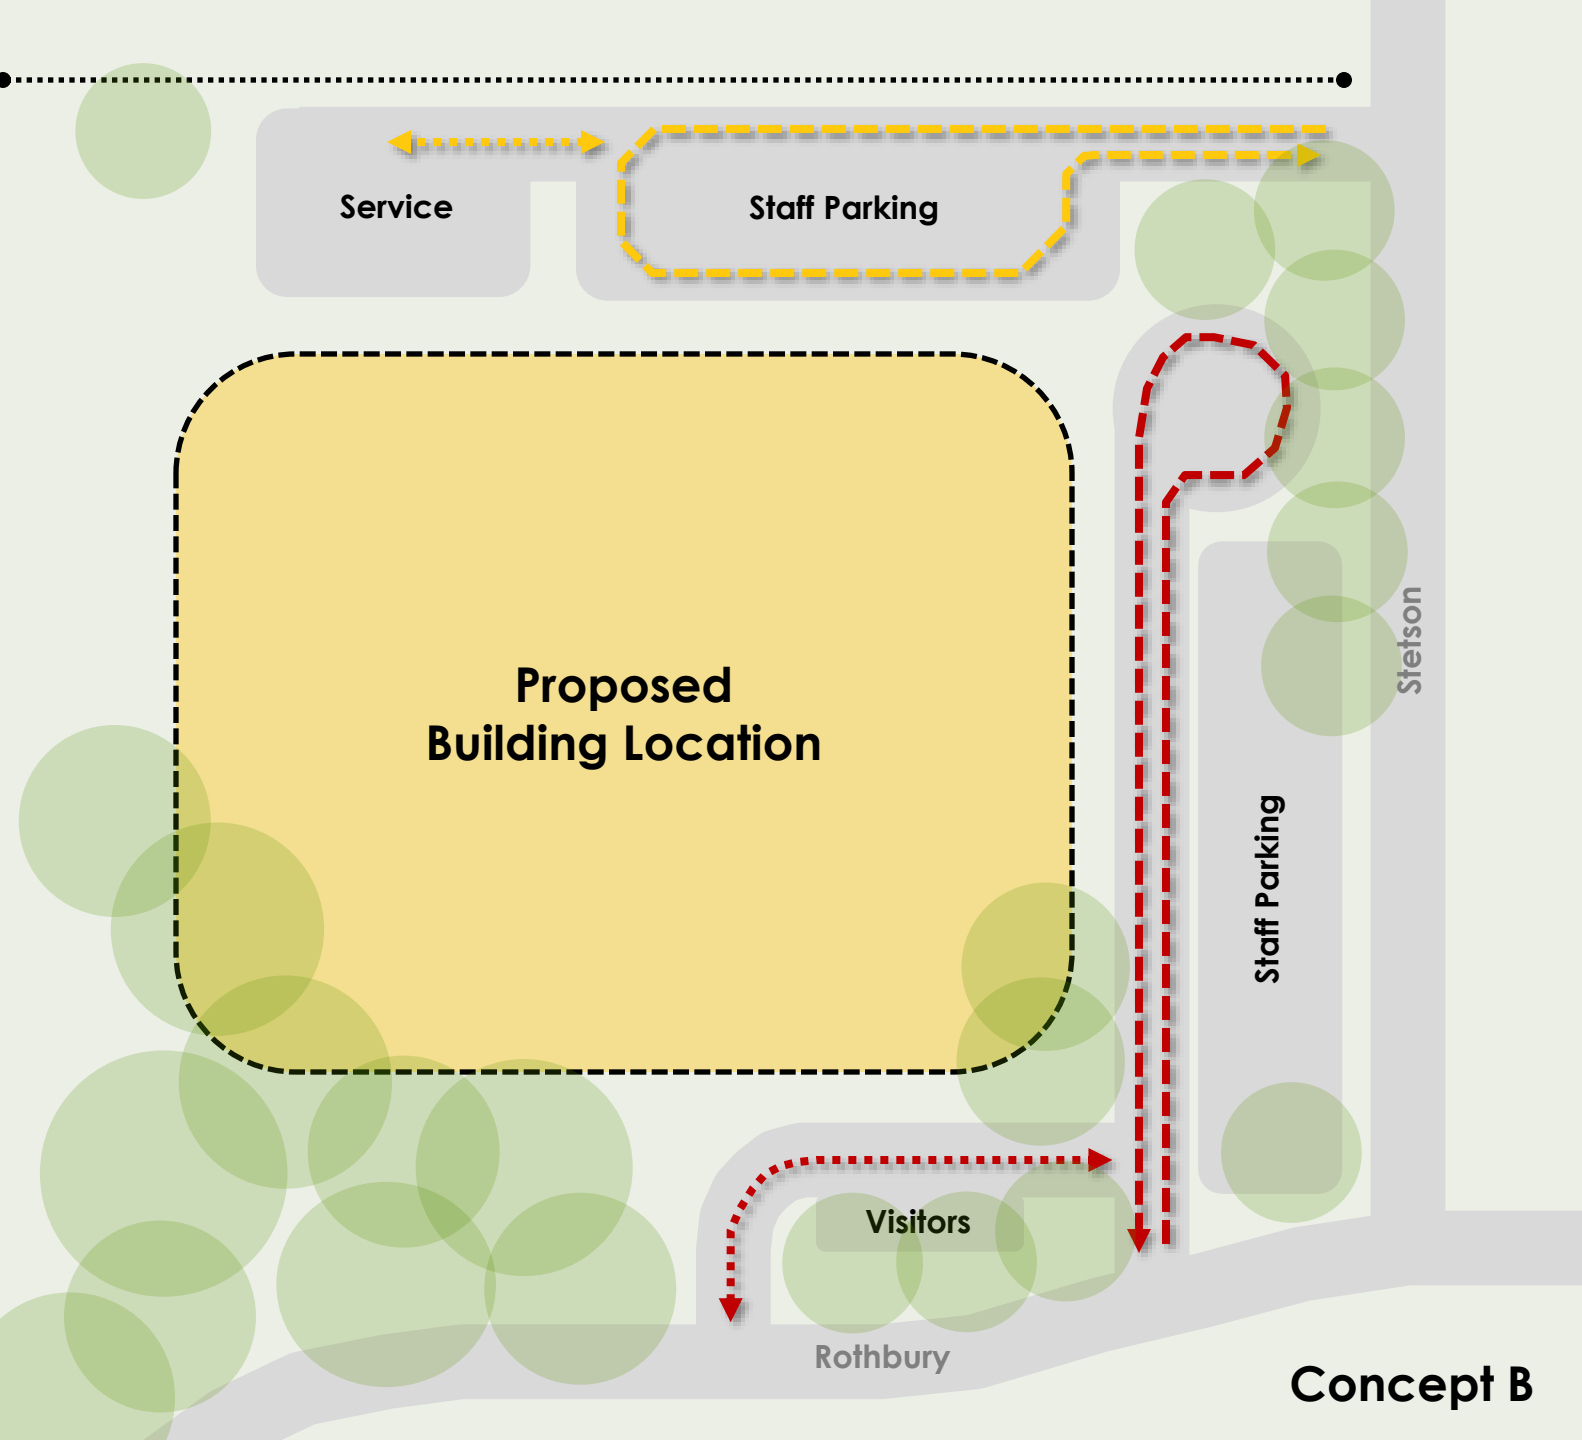 Service
Staff Parking
Proposed
Building Location
Stetson
Staff Parking
Visitors
Rothbury
Concept B